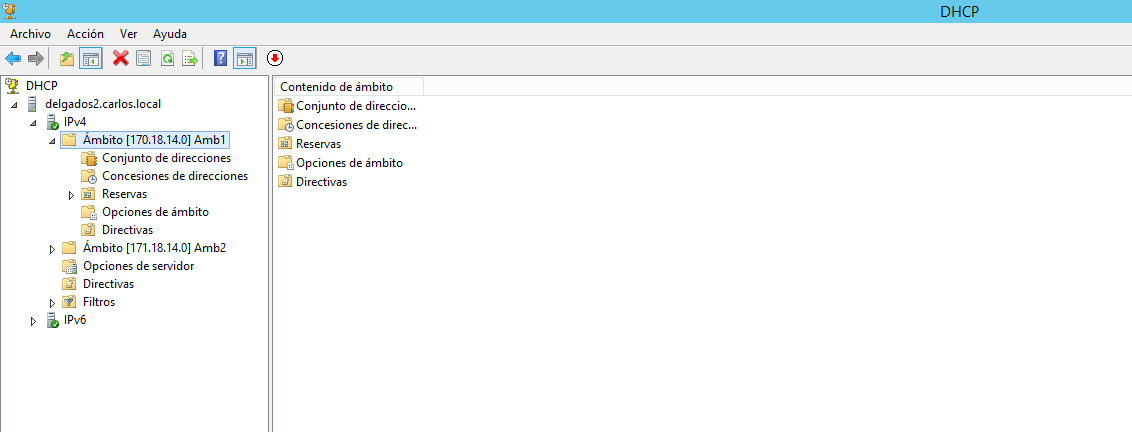 DHCP
Archivo Acción Ver Ayuda
DHCP
delgados2.carlos.local
IPv4
Ámbito [170.18.14.0] Amb1
Conjunto de direcciones
Concesiones de direcciones
Reservas
Opciones de ámbito
Directivas
Ámbito [171.18.14.0] Amb2
Opciones de servidor
Directivas
Filtros
IPv6
Contenido de ámbito
Conjunto de direccio...
Concesiones de direc...
Reservas
Opciones de ámbito
Directivas